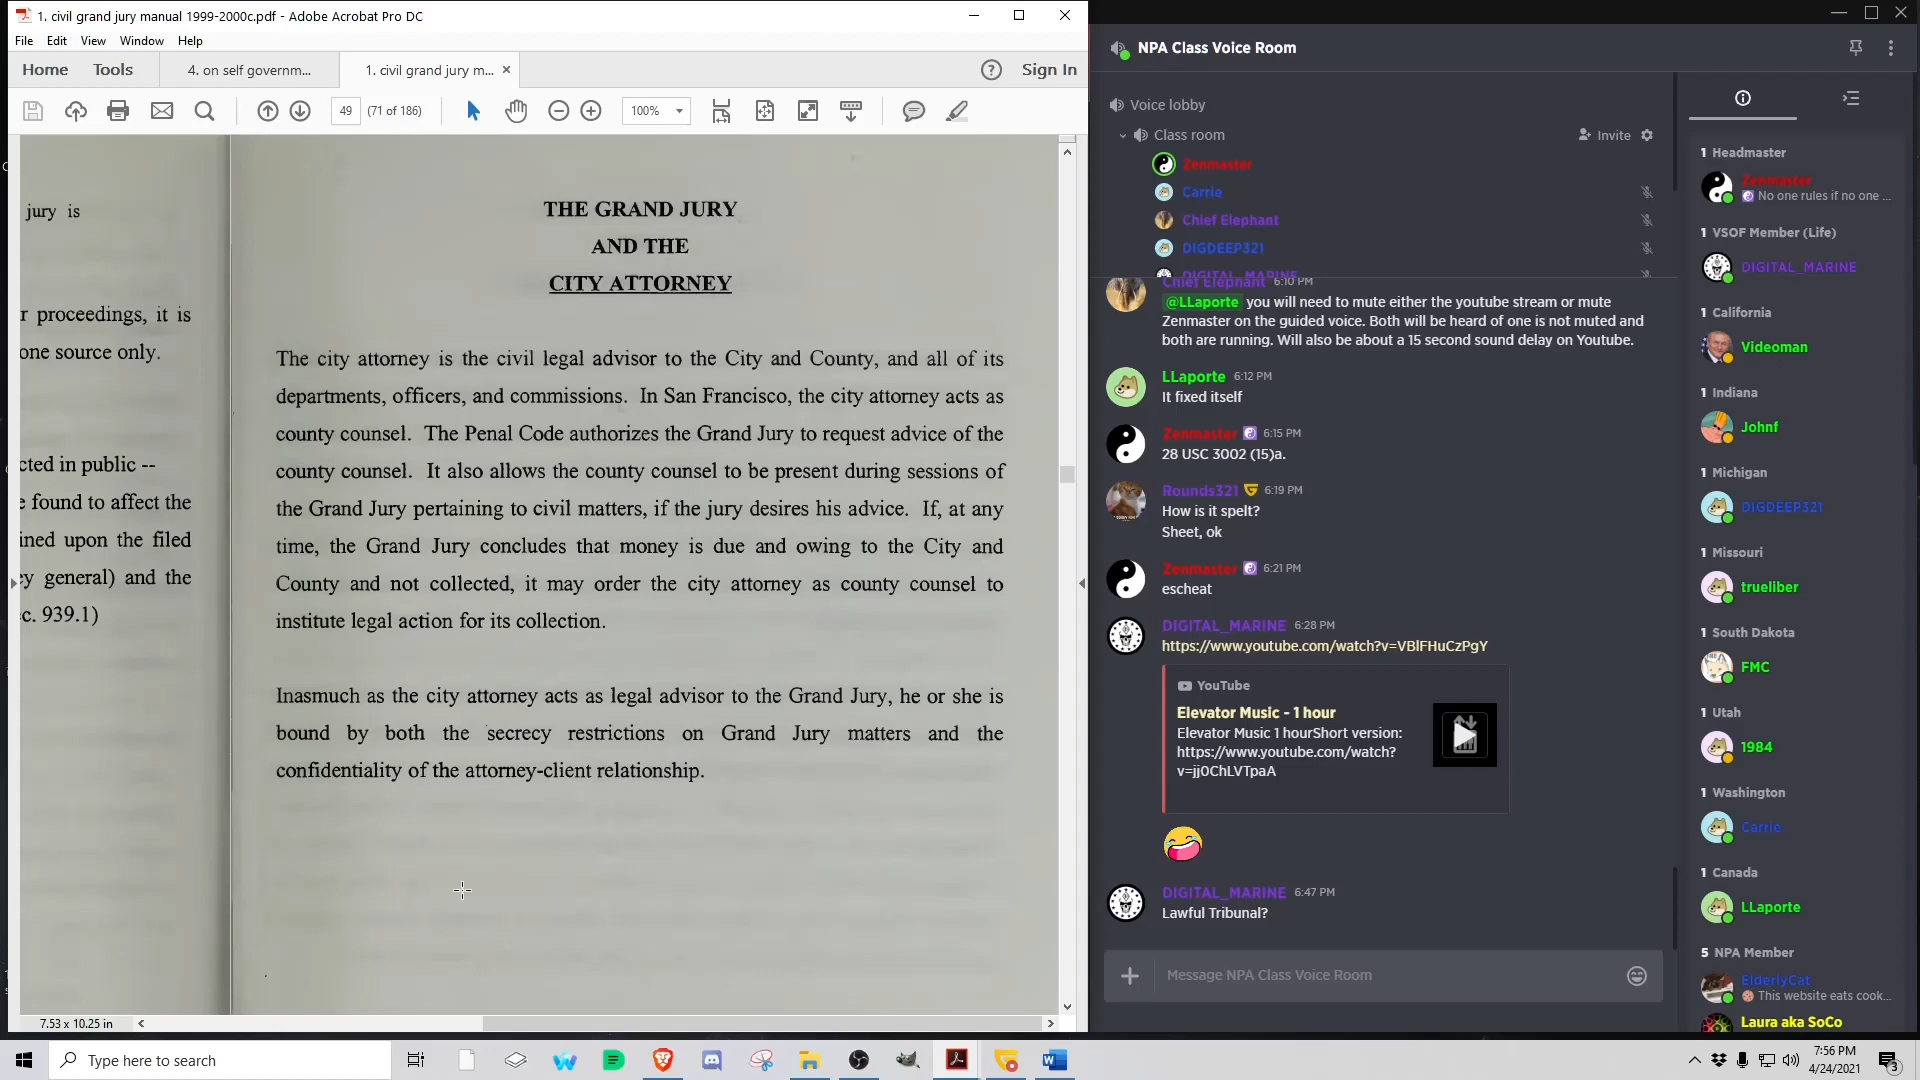 1. civil grand jury manual 1999-2000c.pdf - Adobe Acrobat Pro DC
File Edit View Window Help
Home Tools 4. on self governm... 1. civil grand jury m... × ? Sign In
49 (71 of 186) 100%
jury is
r proceedings, it is
one source only.
cted in public --
e found to affect the
ined upon the filed
ey general) and the
c. 939.1)
THE GRAND JURY
AND THE
CITY ATTORNEY
The city attorney is the civil legal advisor to the City and County, and all of its
departments, officers, and commissions. In San Francisco, the city attorney acts as
county counsel. The Penal Code authorizes the Grand Jury to request advice of the
county counsel. It also allows the county counsel to be present during sessions of
the Grand Jury pertaining to civil matters, if the jury desires his advice. If, at any
time, the Grand Jury concludes that money is due and owing to the City and
County and not collected, it may order the city attorney as county counsel to
institute legal action for its collection.
Inasmuch as the city attorney acts as legal advisor to the Grand Jury, he or she is
bound by both the secrecy restrictions on Grand Jury matters and the
confidentiality of the attorney-client relationship.
7.53 x 10.25 in
NPA Class Voice Room
Voice lobby
Class room Invite
Zenmaster
Carrie
Chief Elephant
DIGDEEP321
DIGITAL_MARINE
Chief Elephant 6:10 PM
@LLaporte you will need to mute either the youtube stream or mute
Zenmaster on the guided voice. Both will be heard of one is not muted and
both are running. Will also be about a 15 second sound delay on Youtube.
LLaporte 6:12 PM
It fixed itself
Zenmaster 6:15 PM
28 USC 3002 (15)a.
Rounds321 6:19 PM
How is it spelt?
Sheet, ok
Zenmaster 6:21 PM
escheat
DIGITAL_MARINE 6:28 PM
https://www.youtube.com/watch?v=VBlFHuCzPgY
YouTube
Elevator Music - 1 hour
Elevator Music 1 hourShort version:
https://www.youtube.com/watch?
v=jj0ChLVTpaA
DIGITAL_MARINE 6:47 PM
Lawful Tribunal?
Message NPA Class Voice Room
1 Headmaster
Zenmaster
No one rules if no one ...
1 VSOF Member (Life)
DIGITAL_MARINE
1 California
Videoman
1 Indiana
Johnf
1 Michigan
DIGDEEP321
1 Missouri
trueliber
1 South Dakota
FMC
1 Utah
1984
1 Washington
Carrie
1 Canada
LLaporte
5 NPA Member
ElderlyCat
This website eats cook...
Laura aka SoCo
Type here to search
7:56 PM
4/24/2021
3